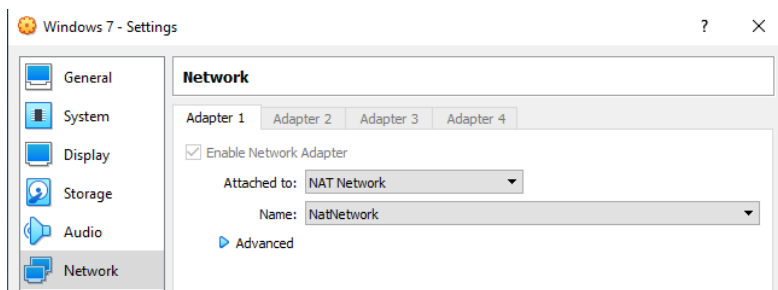 Windows 7 - Settings
?
General
System
Display
Storage
Audio
Network
Network
Adapter 1 Adapter 2 Adapter 3 Adapter 4
Enable Network Adapter
Attached to: NAT Network
Name: NatNetwork
Advanced